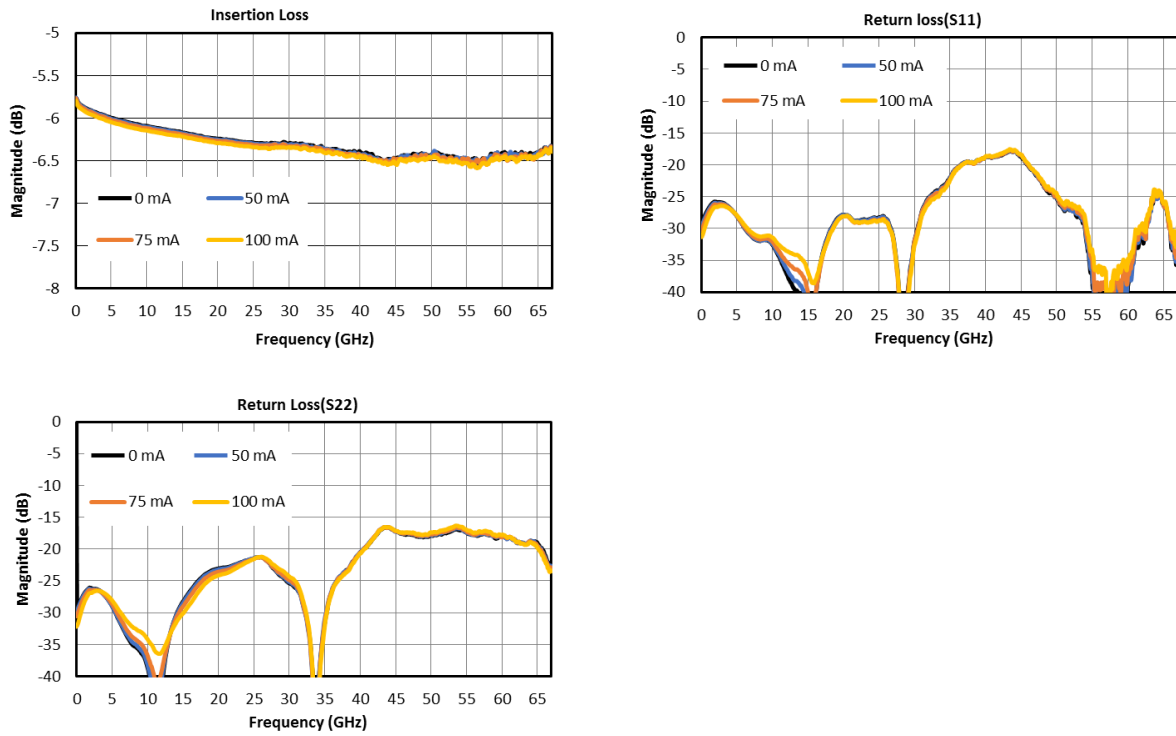 Insertion Loss
-5
-5.5
-6
-6.5
-7
-7.5
-8
Magnitude (dB)
0 mA 50 mA
75 mA 100 mA
0 5 10 15 20 25 30 35 40 45 50 55 60 65
Frequency (GHz)
Return loss(S11)
0
-5
-10
-15
-20
-25
-30
-35
-40
Magnitude (dB)
0 mA 50 mA
75 mA 100 mA
0 5 10 15 20 25 30 35 40 45 50 55 60 65
Frequency (GHz)
Return Loss(S22)
0
-5
-10
-15
-20
-25
-30
-35
-40
Magnitude (dB)
0 mA 50 mA
75 mA 100 mA
0 5 10 15 20 25 30 35 40 45 50 55 60 65
Frequency (GHz)